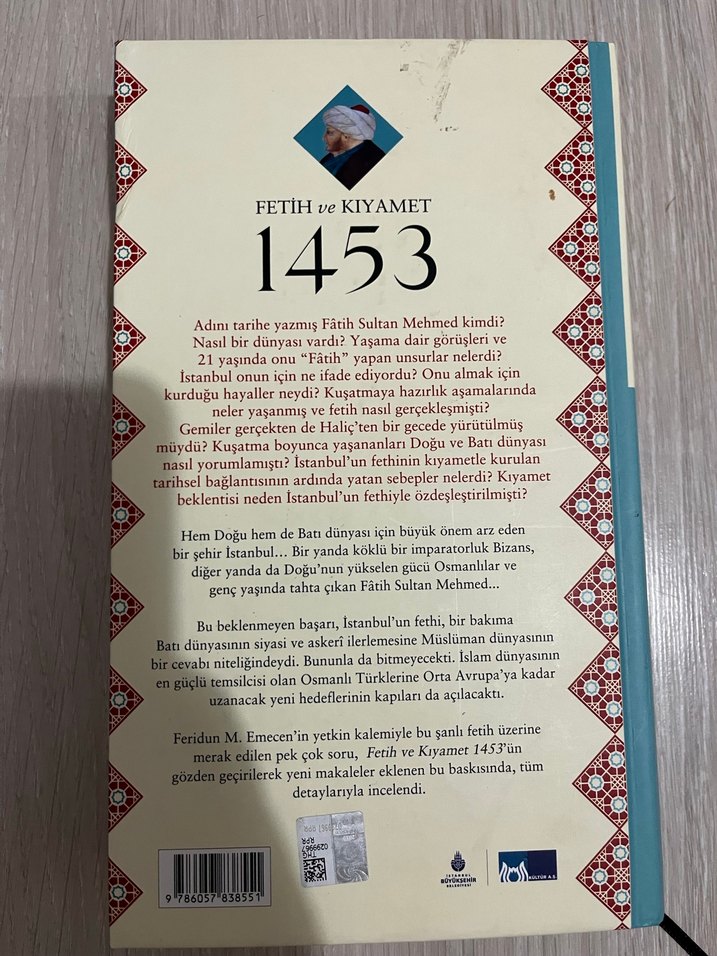 FETİH ve KIYAMET
1453
Adını tarihe yazmış Fâtih Sultan Mehmed kimdi?
Nasıl bir dünyası vardı? Yaşama dair görüşleri ve
21 yaşında onu “Fâtih” yapan unsurlar nelerdi?
İstanbul onun için ne ifade ediyordu? Onu almak için
kurduğu hayaller neydi? Kuşatmaya hazırlık aşamalarında
neler yaşanmış ve fetih nasıl gerçekleşmişti?
Gemiler gerçekten de Haliç’ten bir gecede yürütülmüş
müydü? Kuşatma boyunca yaşananları Doğu ve Batı dünyası
nasıl yorumlamıştı? İstanbul’un fethinin kıyametle kurulan
tarihsel bağlantısının ardında yatan sebepler nelerdi? Kıyamet
beklentisi neden İstanbul’un fethiyle özdeşleştirilmişti?
Hem Doğu hem de Batı dünyası için büyük önem arz eden
bir şehir İstanbul… Bir yanda köklü bir imparatorluk Bizans,
diğer yanda da Doğu’nun yükselen gücü Osmanlılar ve
genç yaşında tahta çıkan Fâtih Sultan Mehmed...
Bu beklenmeyen başarı, İstanbul’un fethi, bir bakıma
Batı dünyasının siyasi ve askerî ilerlemesine Müslüman dünyasının
bir cevabı niteliğindeydi. Bununla da bitmeyecekti. İslam dünyasının
en güçlü temsilcisi olan Osmanlı Türklerine Orta Avrupa’ya kadar
uzanacak yeni hedeflerinin kapıları da açılacaktı.
Feridun M. Emecen’in yetkin kalemiyle bu şanlı fetih üzerine
merak edilen pek çok soru, Fetih ve Kıyamet 1453’ün
gözden geçirilerek yeni makaleler eklenen bu baskısında, tüm
detaylarıyla incelendi.
THG
RPR
0299967
9 786057 838551
İSTANBUL
BÜYÜKŞEHİR
BELEDİYESİ
KÜLTÜR A.Ş.